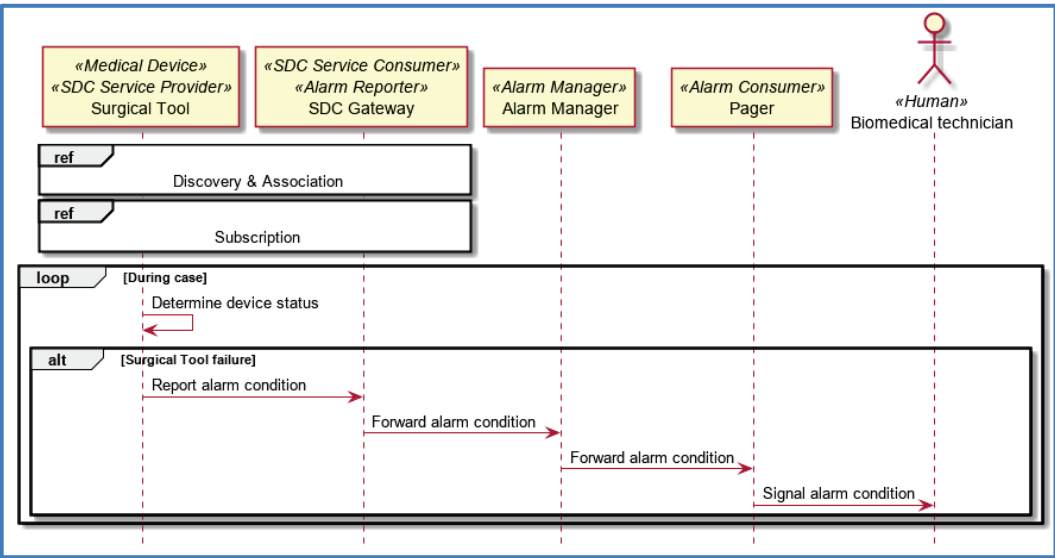 «Medical Device»
«SDC Service Provider»
Surgical Tool
«SDC Service Consumer»
«Alarm Reporter»
SDC Gateway
«Alarm Manager»
Alarm Manager
«Alarm Consumer»
Pager
«Human»
Biomedical technician
ref
Discovery & Association
ref
Subscription
loop [During case]
Determine device status
alt [Surgical Tool failure]
Report alarm condition
Forward alarm condition
Forward alarm condition
Signal alarm condition